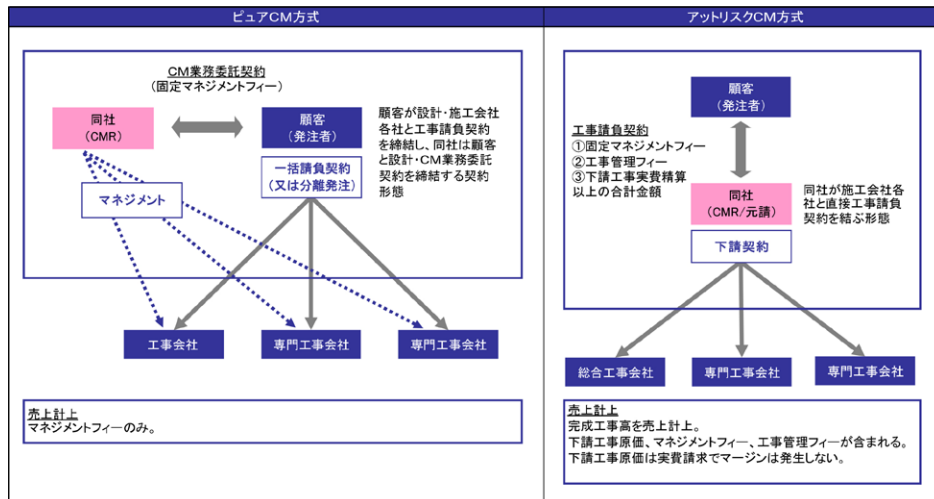 ピュアCM方式
CM業務委託契約
(固定マネジメントフィー)
同社
(CMR)
顧客
(発注者)
顧客が設計・施工会社
各社と工事請負契約
を締結し、同社は顧客
と設計・CM業務委託
契約を締結する契約
形態
一括請負契約
(又は分離発注)
マネジメント
工事会社
専門工事会社
専門工事会社
売上計上
マネジメントフィーのみ。
アットリスクCM方式
顧客
(発注者)
工事請負契約
①固定マネジメントフィー
②工事管理フィー
③下請工事実費精算
以上の合計金額
同社
(CMR/元請)
同社が施工会社各
社と直接工事請負
契約を結ぶ形態
下請契約
総合工事会社
専門工事会社
専門工事会社
売上計上
完成工事高を売上計上。
下請工事原価、マネジメントフィー、工事管理フィーが含まれる。
下請工事原価は実費請求でマージンは発生しない。